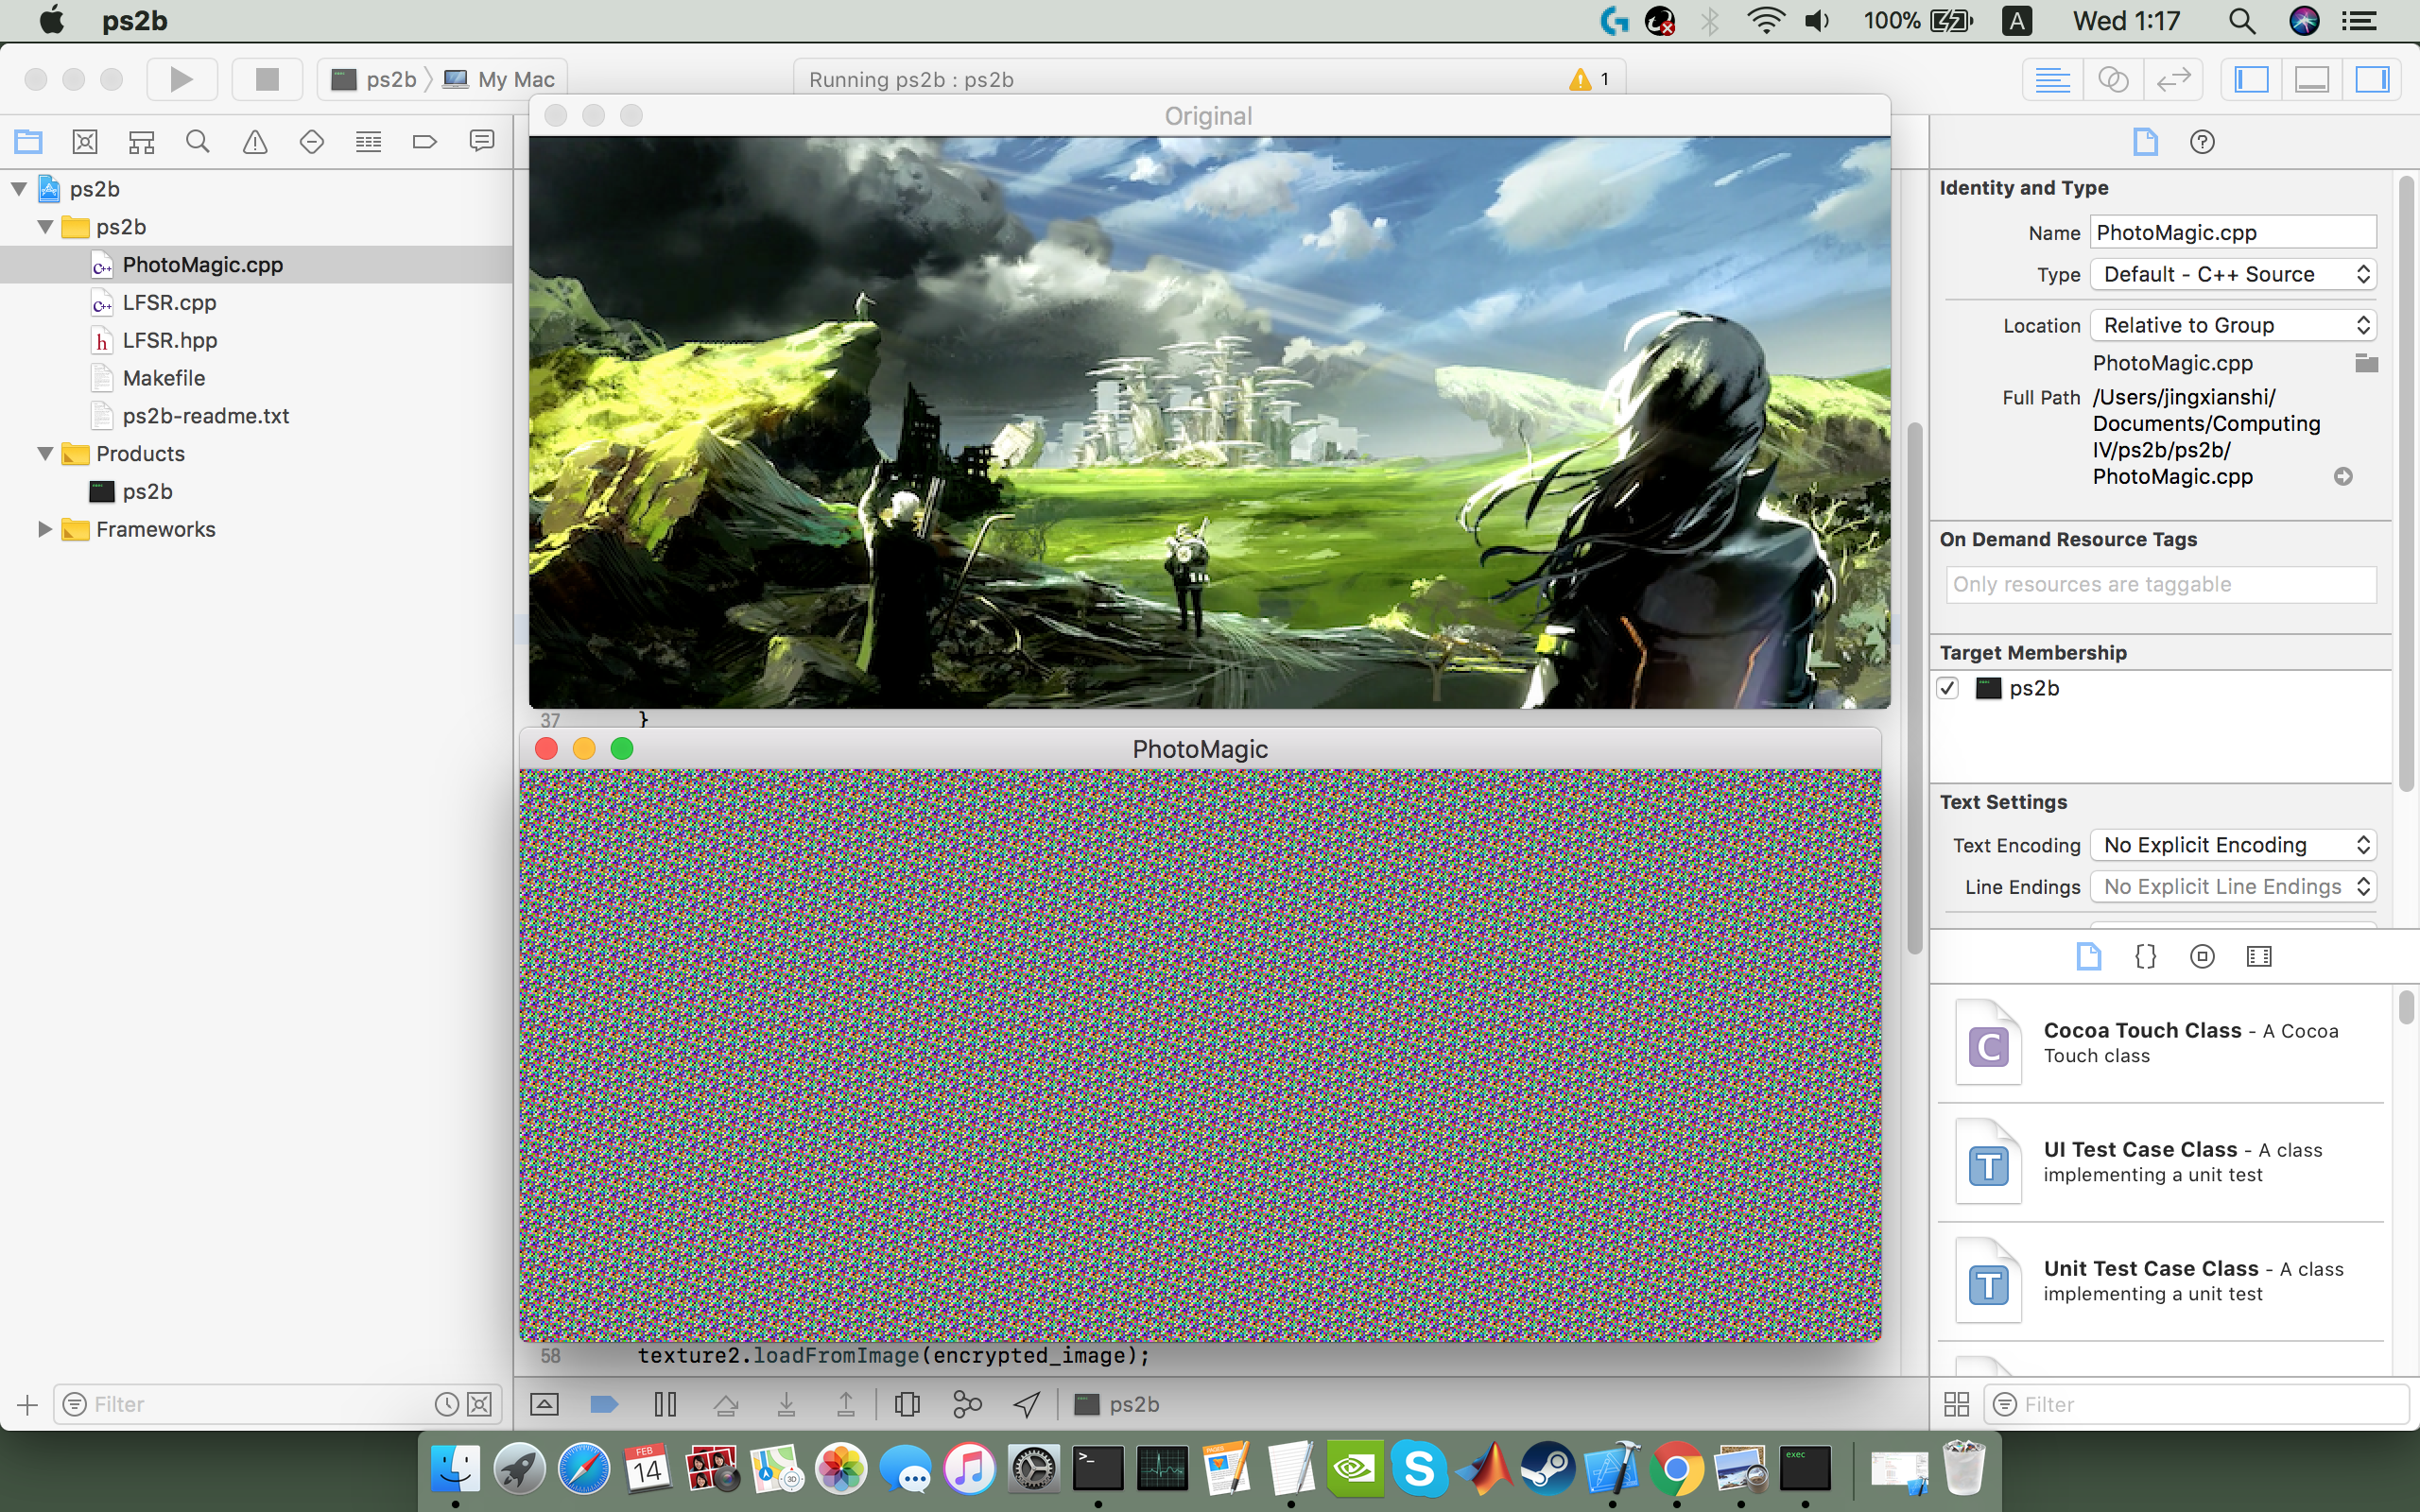 ps2b
100%
A
Wed 1:17
ps2b
My Mac
Running ps2b : ps2b
1
Original
ps2b
ps2b
PhotoMagic.cpp
LFSR.cpp
LFSR.hpp
Makefile
ps2b-readme.txt
Products
ps2b
Frameworks
37 }
PhotoMagic
58 texture2.loadFromImage(encrypted_image);
Filter
ps2b
Identity and Type
Name PhotoMagic.cpp
Type Default - C++ Source
Location Relative to Group
PhotoMagic.cpp
Full Path /Users/jingxianshi/
Documents/Computing
IV/ps2b/ps2b/
PhotoMagic.cpp
On Demand Resource Tags
Only resources are taggable
Target Membership
ps2b
Text Settings
Text Encoding No Explicit Encoding
Line Endings No Explicit Line Endings
{}
C
Cocoa Touch Class - A Cocoa
Touch class
T
UI Test Case Class - A class
implementing a unit test
T
Unit Test Case Class - A class
implementing a unit test
Filter
FEB
14
3D
PAGES
exec